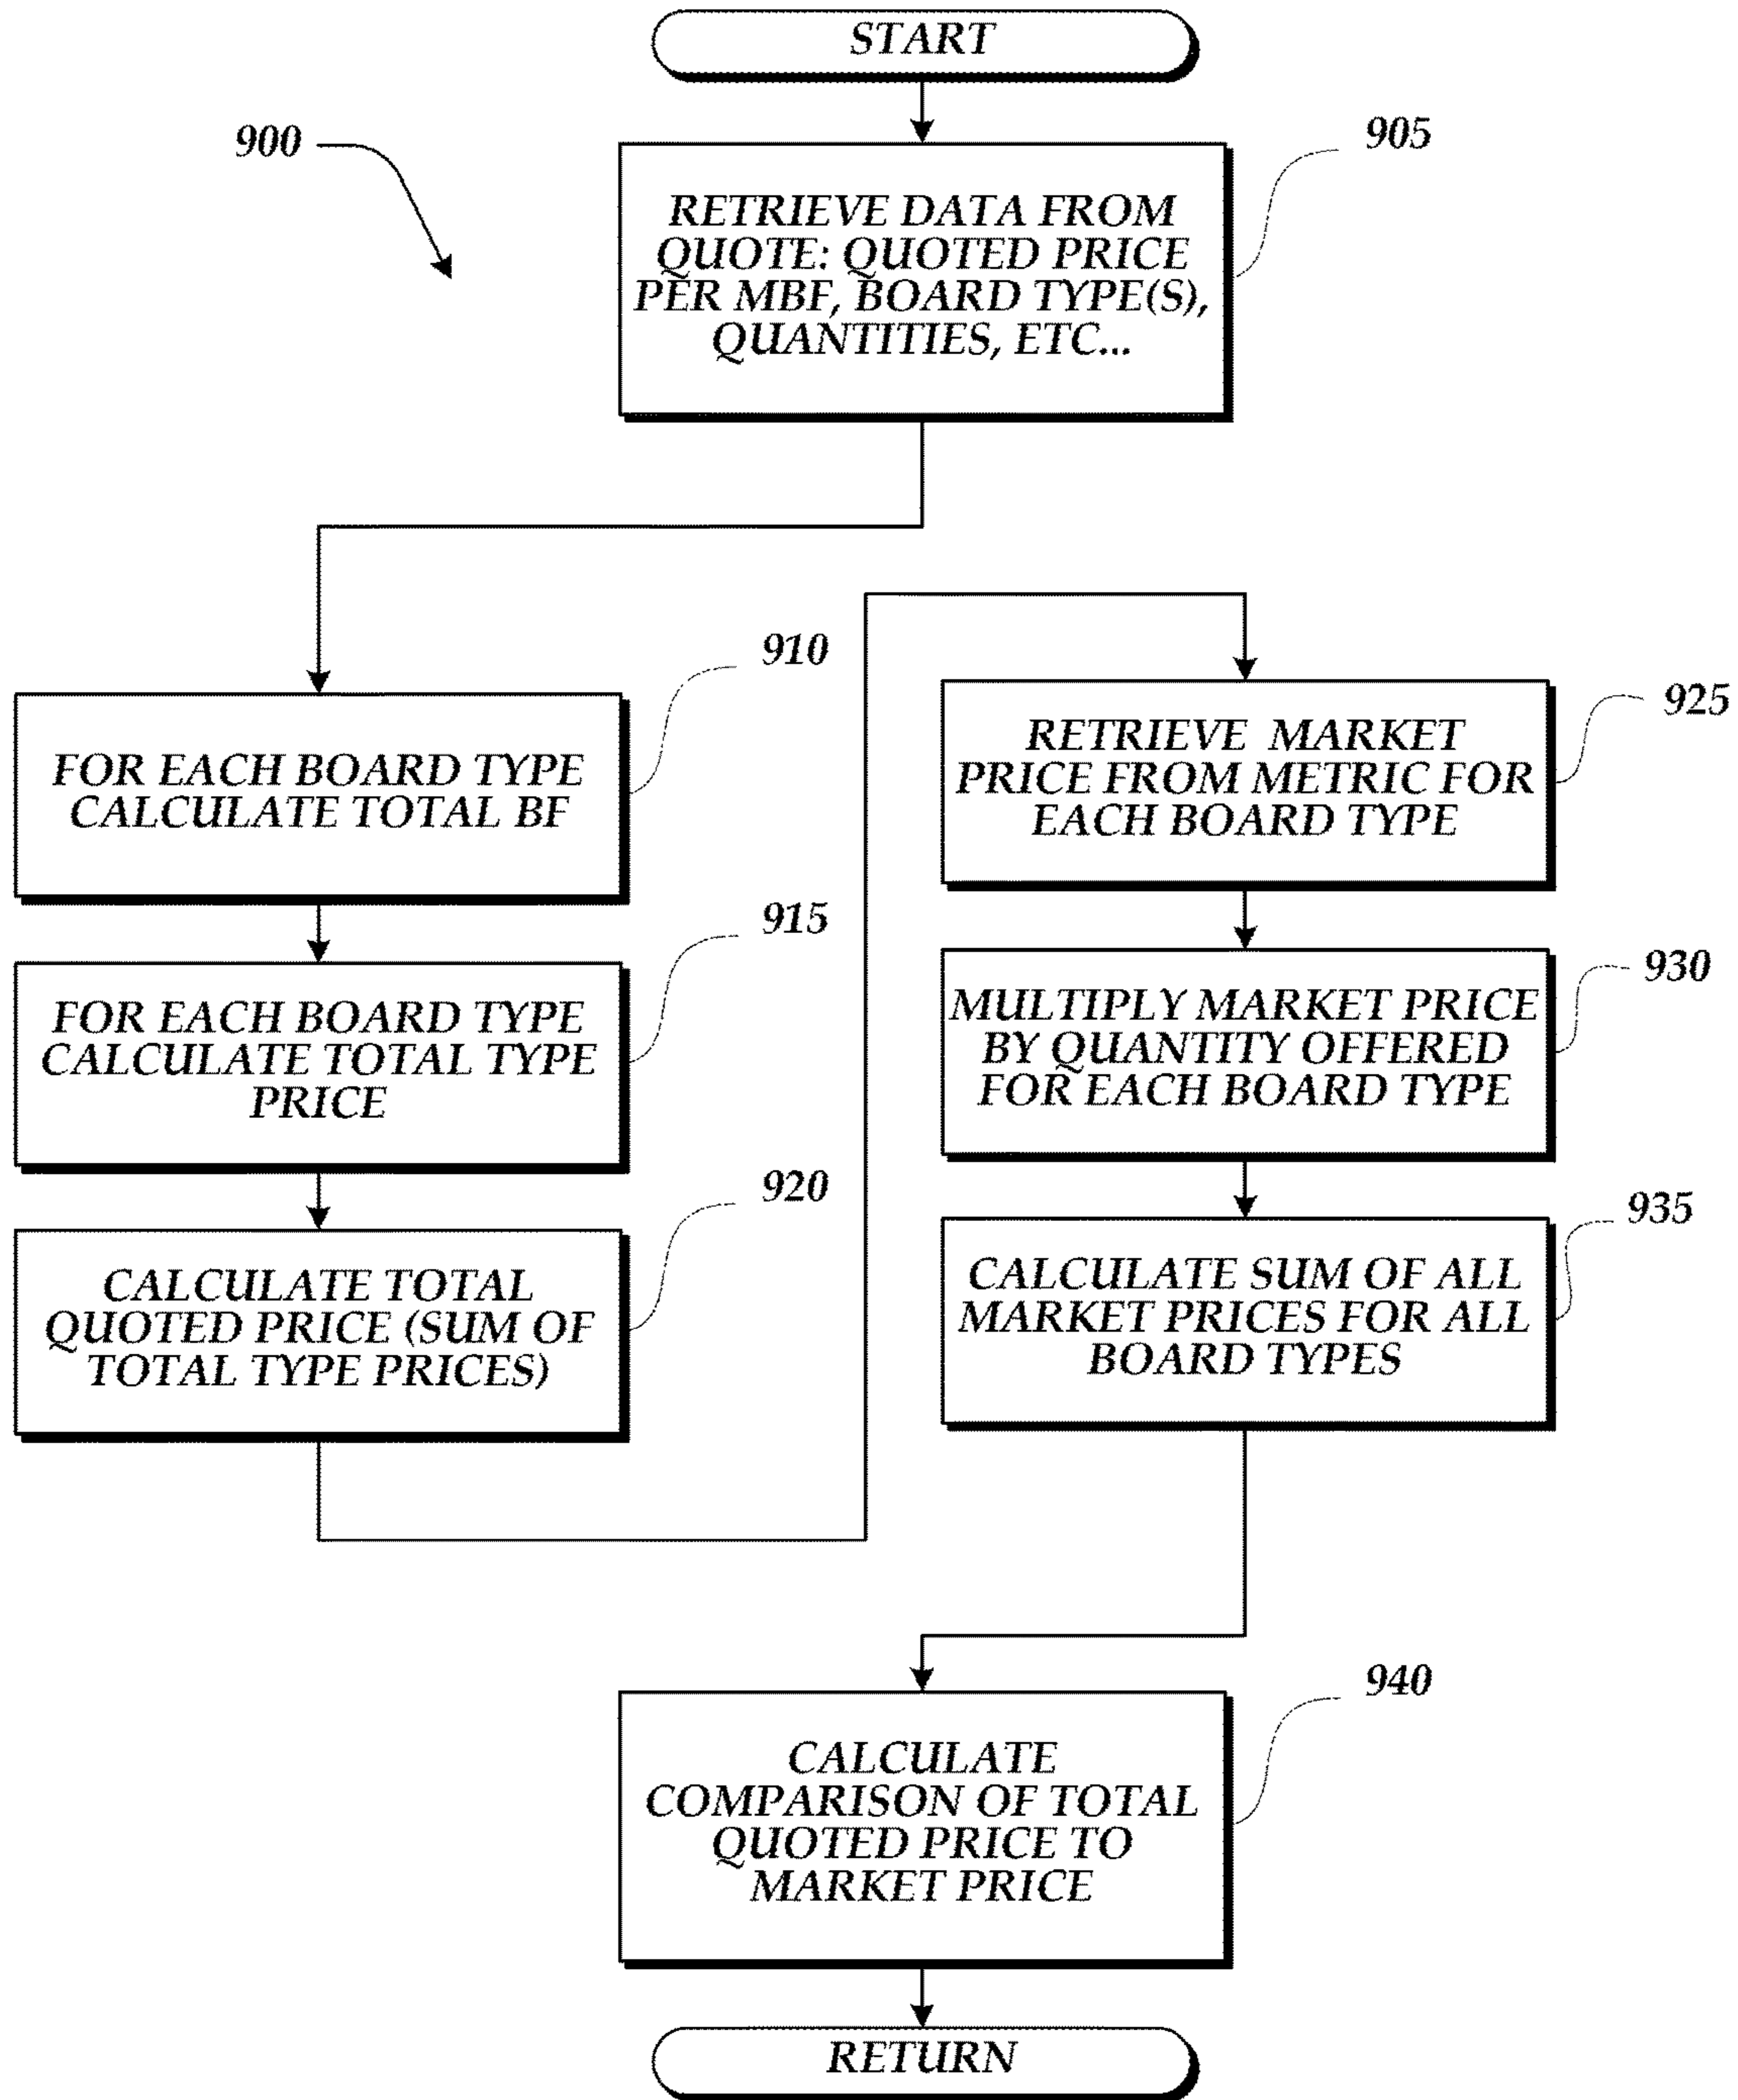 START
900
905
RETRIEVE DATA FROM
QUOTE: QUOTED PRICE
PER MBF, BOARD TYPE(S),
QUANTITIES, ETC...
910
FOR EACH BOARD TYPE
CALCULATE TOTAL BF
915
FOR EACH BOARD TYPE
CALCULATE TOTAL TYPE
PRICE
920
CALCULATE TOTAL
QUOTED PRICE (SUM OF
TOTAL TYPE PRICES)
925
RETRIEVE MARKET
PRICE FROM METRIC FOR
EACH BOARD TYPE
930
MULTIPLY MARKET PRICE
BY QUANTITY OFFERED
FOR EACH BOARD TYPE
935
CALCULATE SUM OF ALL
MARKET PRICES FOR ALL
BOARD TYPES
940
CALCULATE
COMPARISON OF TOTAL
QUOTED PRICE TO
MARKET PRICE
RETURN